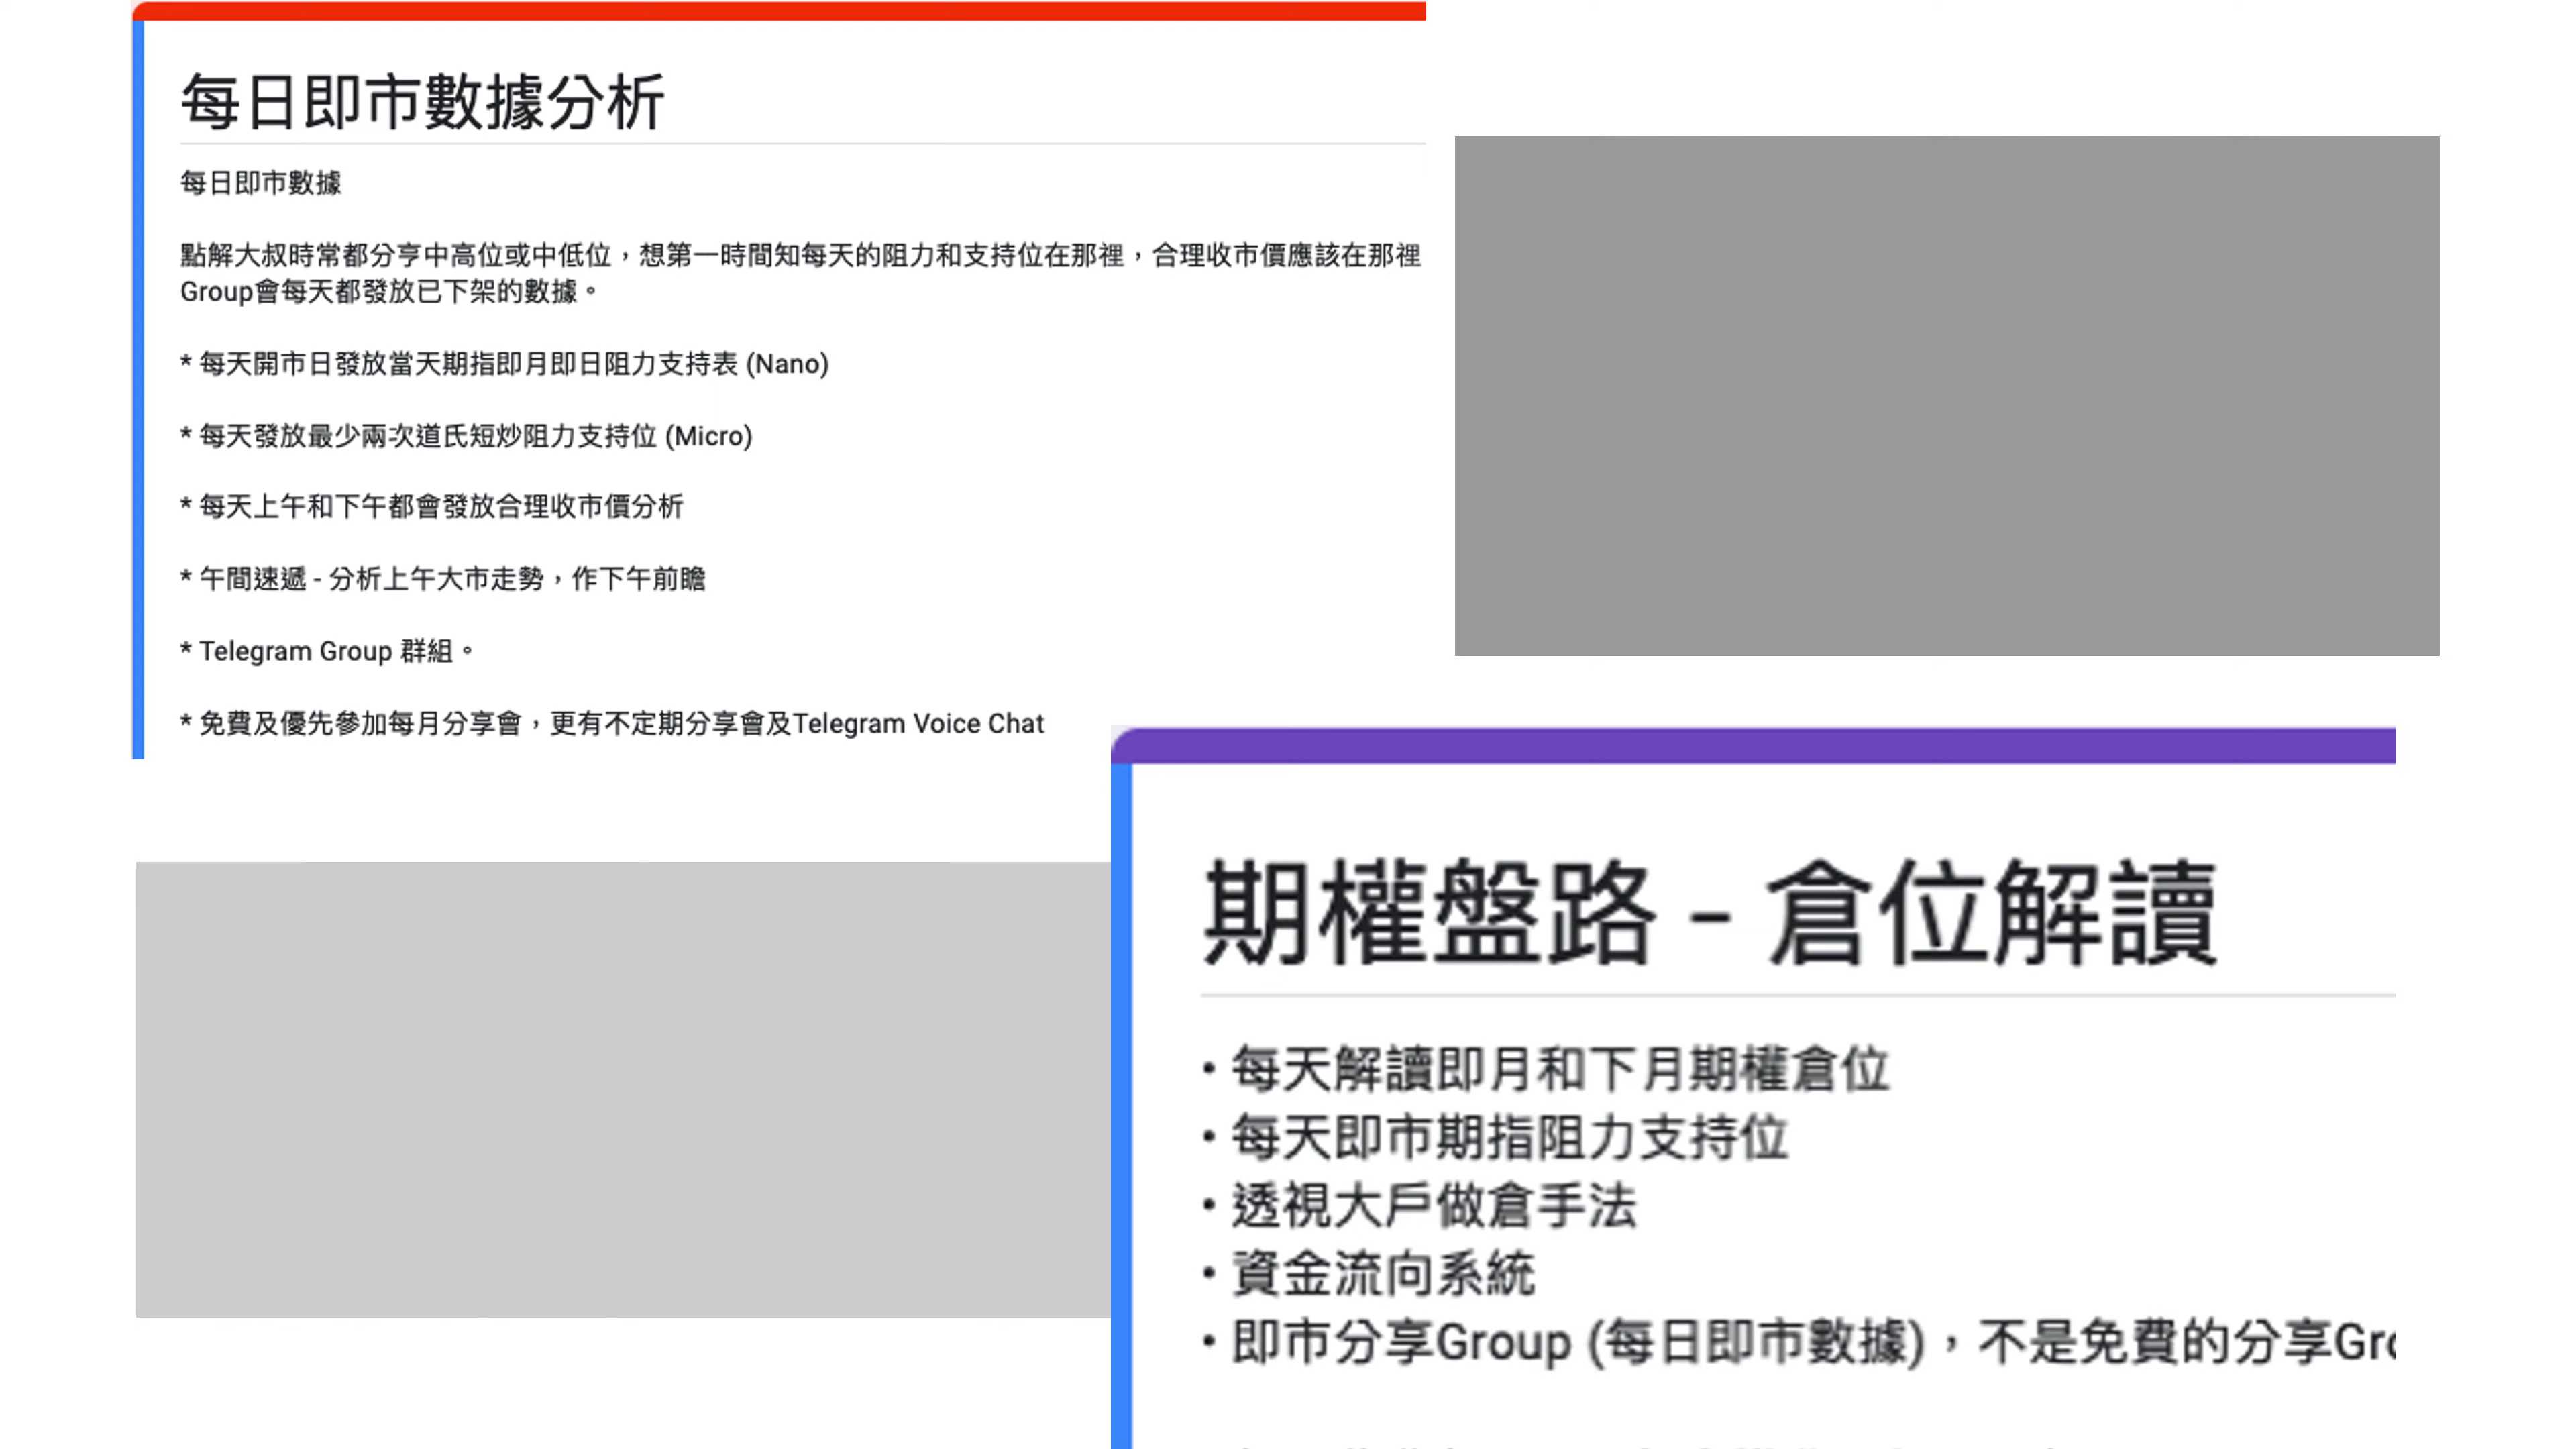 每日即市數據分析
每日即市數據
點解大叔時常都分享中高位或中低位，想第一時間知每天的阻力和支持位在那裡，合理收市價應該在那裡
Group會每天都發放已下架的數據。
* 每天開市日發放當天期指即月即日阻力支持表 (Nano)
* 每天發放最少兩次道氏短炒阻力支持位 (Micro)
* 每天上午和下午都會發放合理收市價分析
* 午間速遞 - 分析上午大市走勢，作下午前瞻
* Telegram Group 群組。
* 免費及優先參加每月分享會，更有不定期分享會及Telegram Voice Chat
期權盤路 - 倉位解讀
• 每天解讀即月和下月期權倉位
• 每天即市期指阻力支持位
• 透視大戶做倉手法
• 資金流向系統
• 即市分享Group (每日即市數據)，不是免費的分享Gro